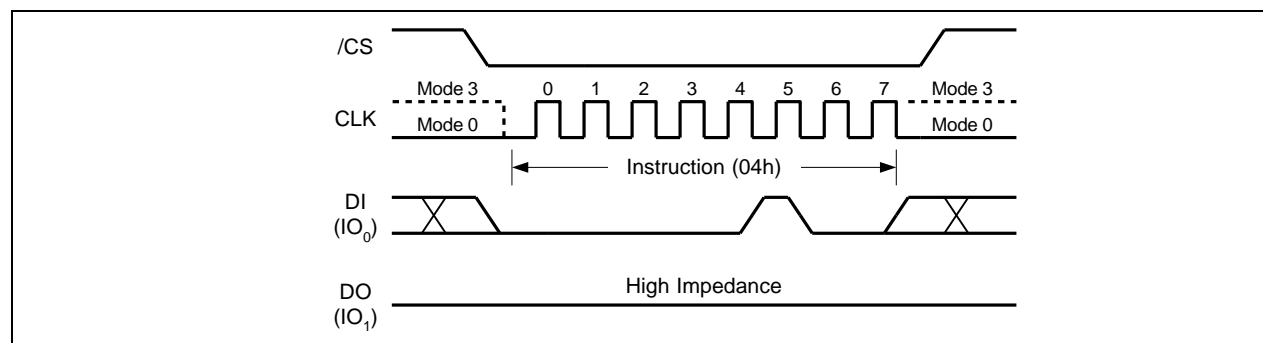 /CS
Mode 3 0 1 2 3 4 5 6 7 Mode 3
CLK Mode 0 Mode 0
Instruction (04h)
DI
(IO0)
High Impedance
DO
(IO1)